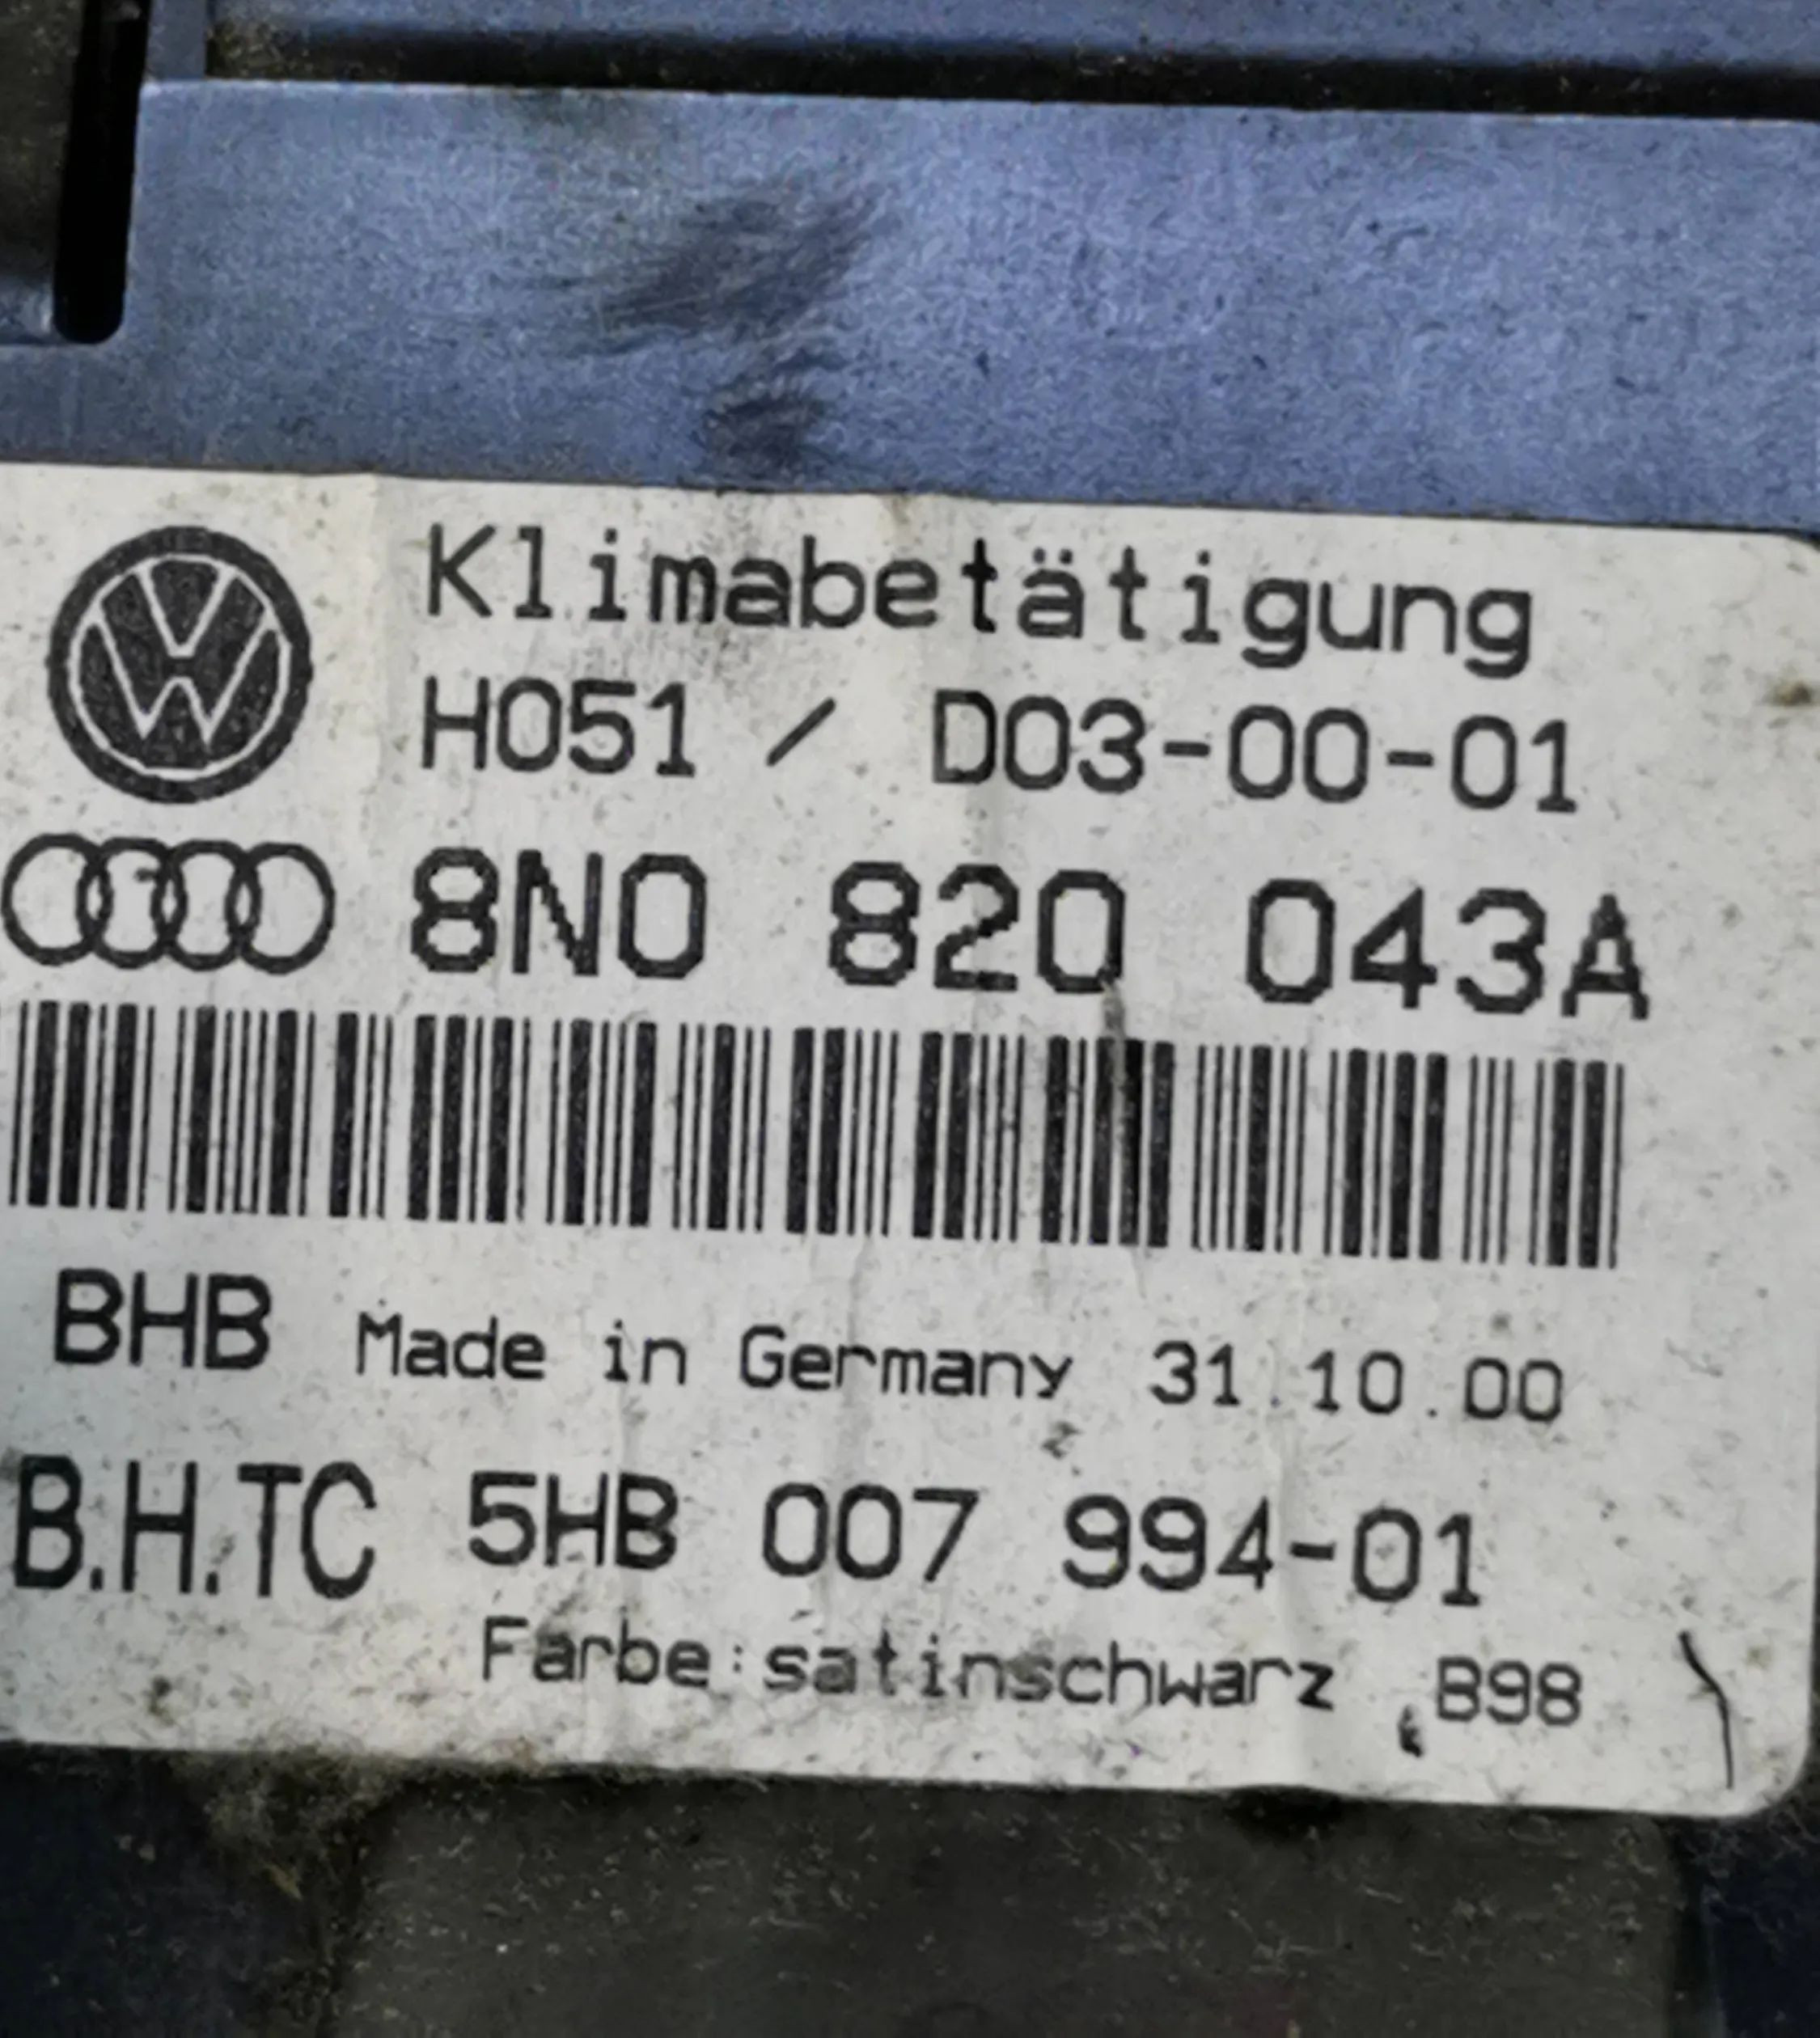 Klimabetätigung
H051 / D03-00-01
8N0 820 043A
BHB Made in Germany 31.10.00
B.H.TC 5HB 007 994-01
Farbe:satinschwarz B98